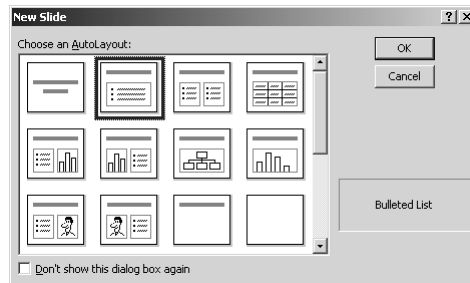 New Slide
Choose an AutoLayout:
OK
Cancel
Bulleted List
Don't show this dialog box again